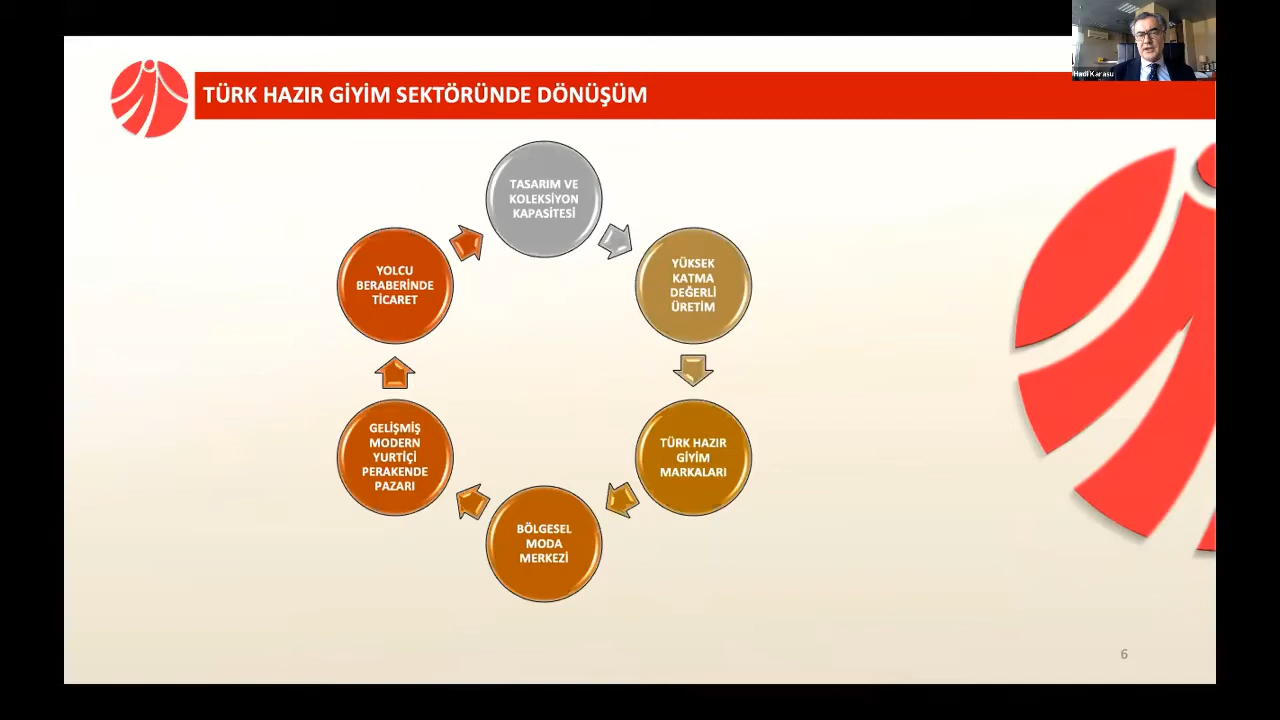 Hadi Karasu
TÜRK HAZIR GİYİM SEKTÖRÜNDE DÖNÜŞÜM
TASARIM VE
KOLEKSİYON
KAPASİTESİ
YÜKSEK
KATMA
DEĞERLİ
ÜRETİM
TÜRK HAZIR
GİYİM
MARKALARI
BÖLGESEL
MODA
MERKEZİ
GELİŞMİŞ
MODERN
YURTİÇİ
PERAKENDE
PAZARI
YOLCU
BERABERİNDE
TİCARET
6